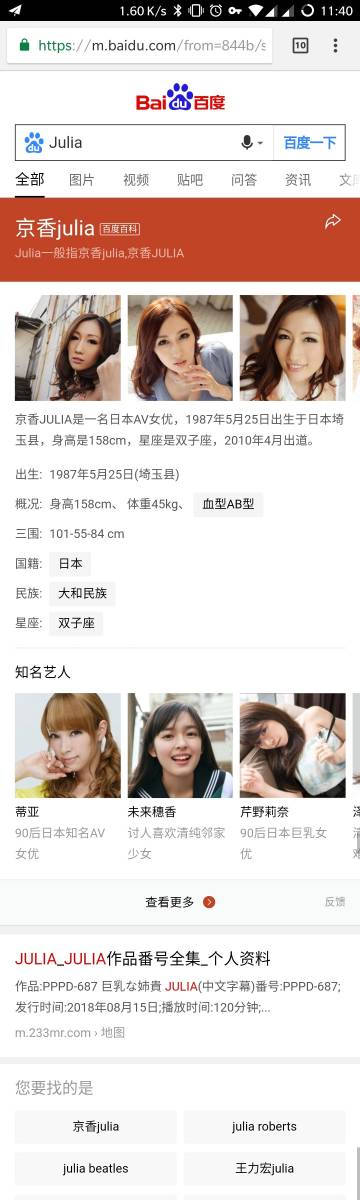 1.60 K/s 11:40
https://m.baidu.com/from=844b/s
10
Bai du 百度
du Julia 百度一下
全部 图片 视频 贴吧 问答 资讯 文库
京香julia 百度百科
Julia一般指京香julia,京香JULIA
京香JULIA是一名日本AV女优，1987年5月25日出生于日本埼
玉县，身高是158cm，星座是双子座，2010年4月出道。
出生: 1987年5月25日(埼玉县)
概况: 身高158cm、 体重45kg、 血型AB型
三围: 101-55-84 cm
国籍: 日本
民族: 大和民族
星座: 双子座
知名艺人
蒂亚 未来穗香 芹野莉奈
90后日本知名AV 讨人喜欢清纯邻家 90后日本巨乳女
女优 少女 优
查看更多 反馈
JULIA_JULIA作品番号全集_个人资料
作品:PPPD-687 巨乳な姉貴 JULIA(中文字幕)番号:PPPD-687;
发行时间:2018年08月15日;播放时间:120分钟;...
m.233mr.com › 地图
您要找的是
京香julia julia roberts
julia beatles 王力宏julia